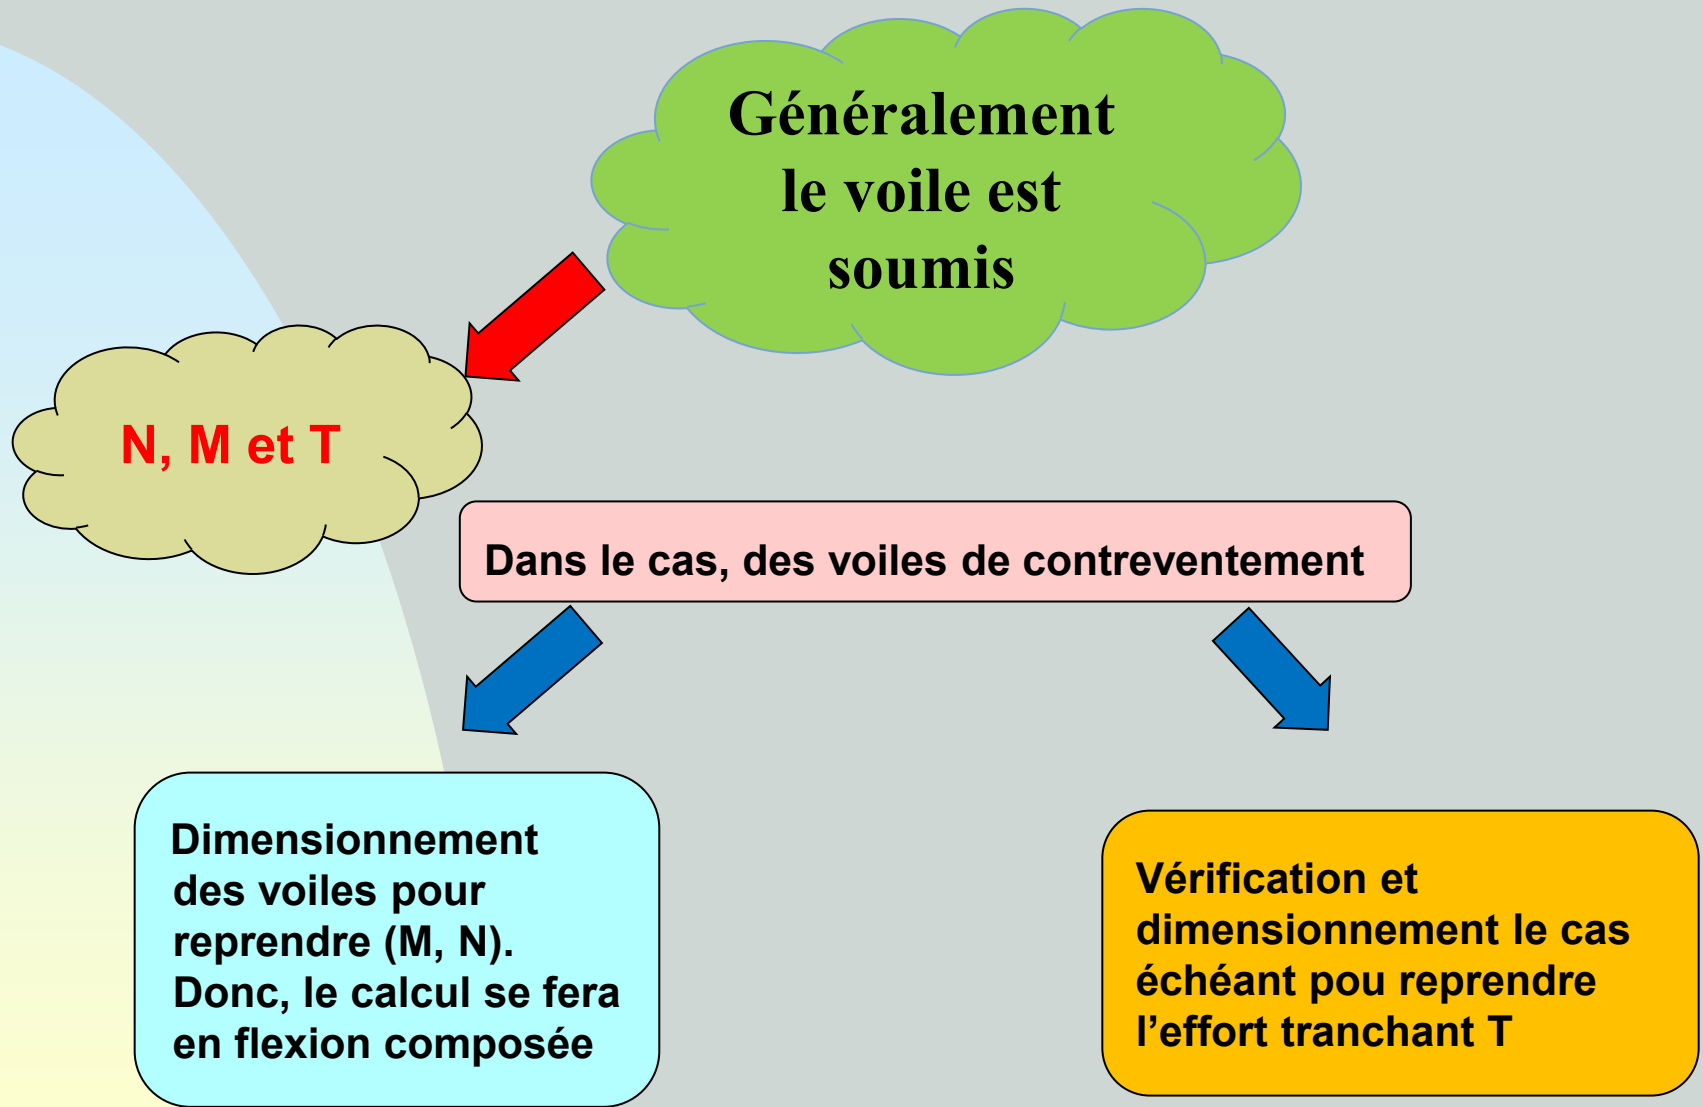 Généralement
le voile est
soumis
N, M et T
Dans le cas, des voiles de contreventement
Dimensionnement
des voiles pour
reprendre (M, N).
Donc, le calcul se fera
en flexion composée
Vérification et
dimensionnement le cas
échéant pou reprendre
l’effort tranchant T